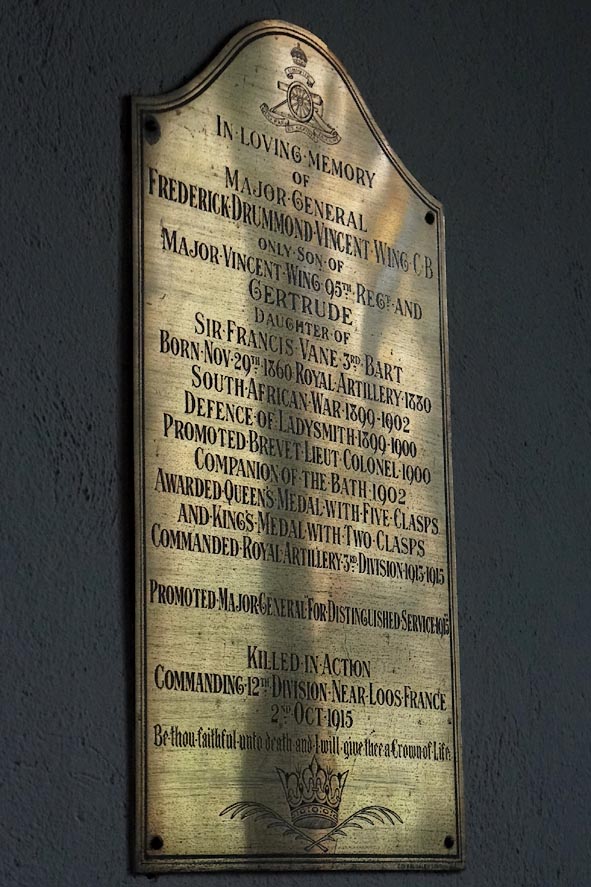 IN·LOVING·MEMORY
OF
MAJOR·GENERAL
FREDERICK·DRUMMOND·VINCENT·WING·C·B
ONLY·SON·OF
MAJOR·VINCENT·WING·95TH·REGT·AND
GERTRUDE
DAUGHTER·OF
SIR·FRANCIS·VANE·3RD·BART
BORN·NOV·29TH·1860·ROYAL·ARTILLERY·1880
SOUTH·AFRICAN·WAR·1899·1902
DEFENCE·OF·LADYSMITH·1899·1900
PROMOTED·BREVET·LIEUT·COLONEL·1900
COMPANION·OF·THE·BATH·1902
AWARDED·QUEEN'S·MEDAL·WITH·FIVE·CLASPS
AND·KING'S·MEDAL·WITH·TWO·CLASPS
COMMANDED·ROYAL·ARTILLERY·3RD·DIVISION·1913·1915
PROMOTED·MAJOR·GENERAL·"FOR·DISTINGUISHED·SERVICE"·1915
KILLED·IN·ACTION
COMMANDING·12TH·DIVISION·NEAR·LOOS·FRANCE
2ND·OCT·1915
Be·thou·faithful·unto·death·and·I·will·give·thee·a·Crown·of·Life·